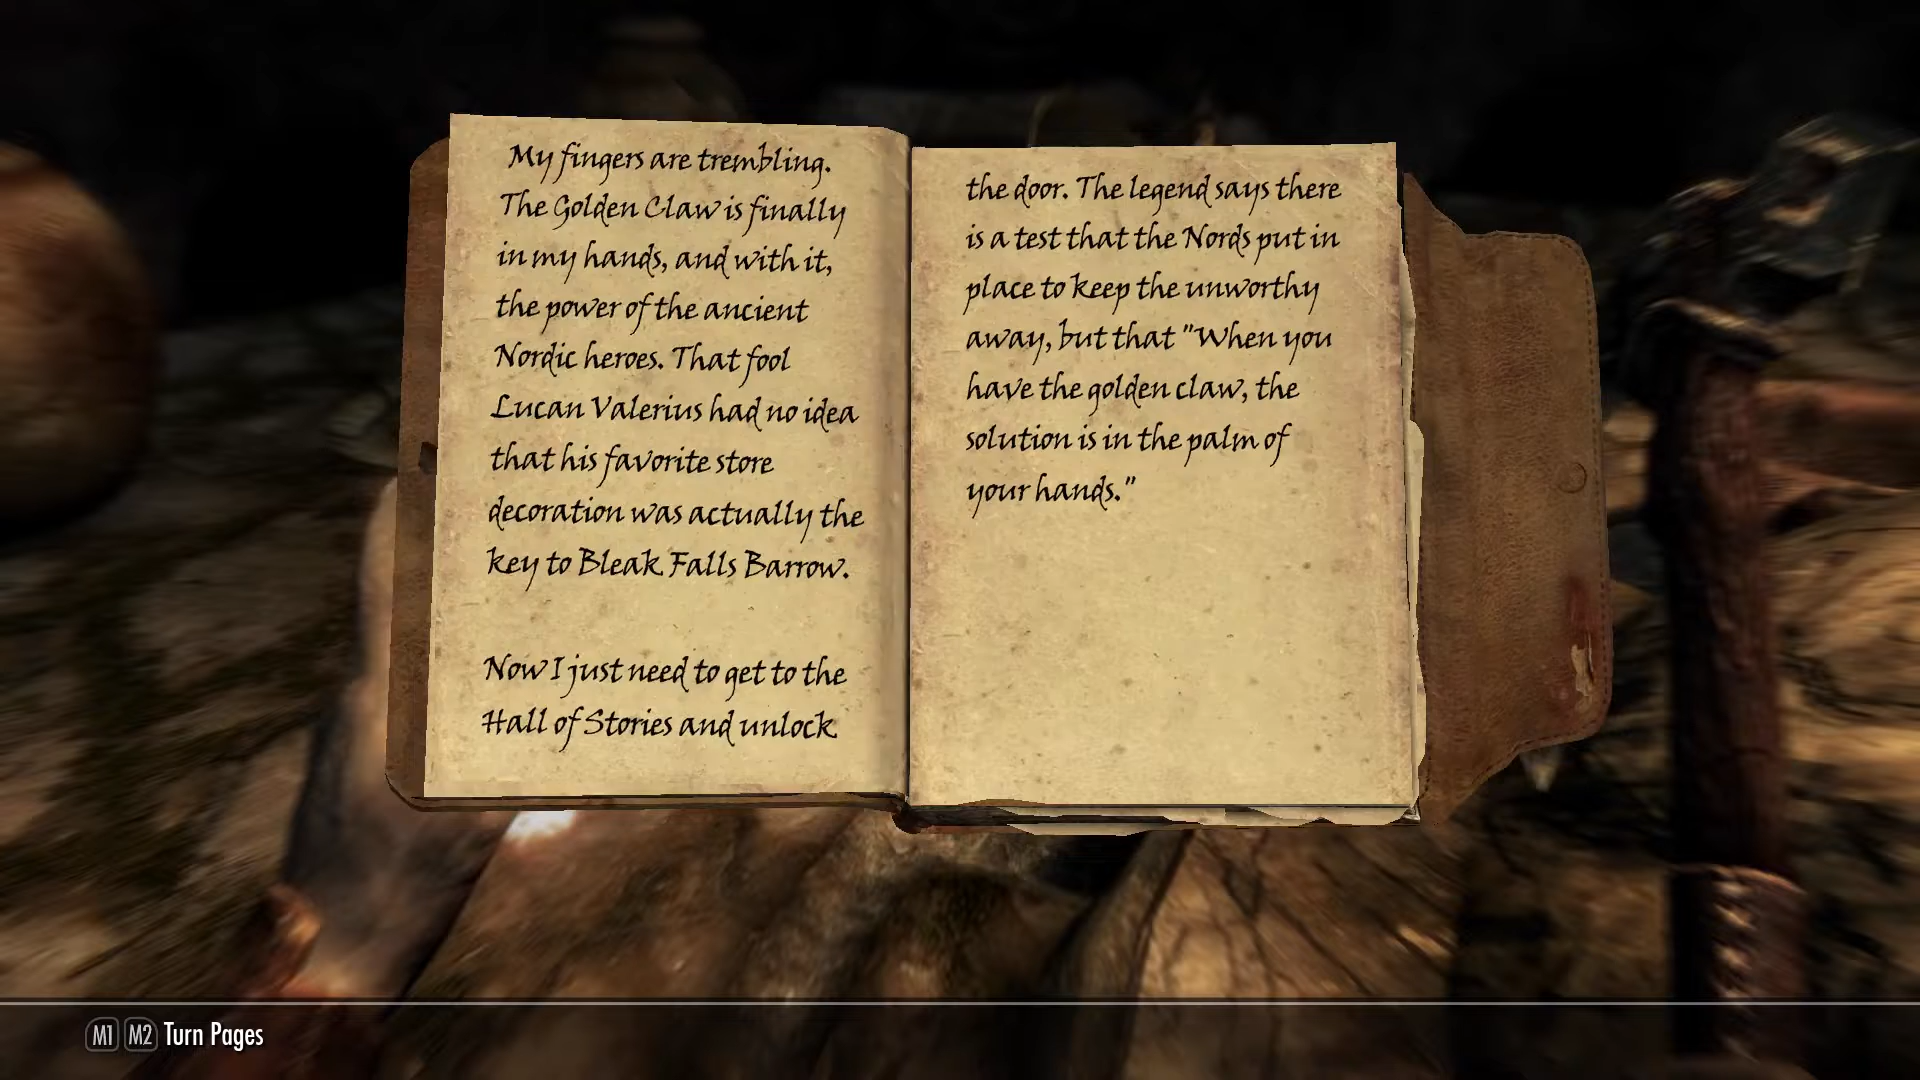 My fingers are trembling.
The Golden Claw is finally
in my hands, and with it,
the power of the ancient
Nordic heroes. That fool
Lucan Valerius had no idea
that his favorite store
decoration was actually the
key to Bleak Falls Barrow.
Now I just need to get to the
Hall of Stories and unlock
the door. The legend says there
is a test that the Nords put in
place to keep the unworthy
away, but that "When you
have the golden claw, the
solution is in the palm of
your hands."
M1 M2 Turn Pages